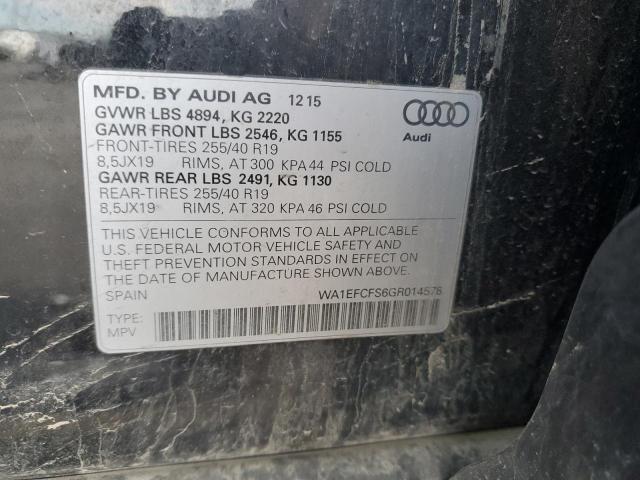 MFD. BY AUDI AG 12 15
GVWR LBS 4894, KG 2220
GAWR FRONT LBS 2546, KG 1155
FRONT-TIRES 255/40 R19
8,5JX19 RIMS, AT 300 KPA 44 PSI COLD
GAWR REAR LBS 2491, KG 1130
REAR-TIRES 255/40 R19
8,5JX19 RIMS, AT 320 KPA 46 PSI COLD
Audi
THIS VEHICLE CONFORMS TO ALL APPLICABLE
U.S. FEDERAL MOTOR VEHICLE SAFETY AND
THEFT PREVENTION STANDARDS IN EFFECT ON
THE DATE OF MANUFACTURE SHOWN ABOVE.
SPAIN WA1EFCFS6GR014576
TYPE:
MPV